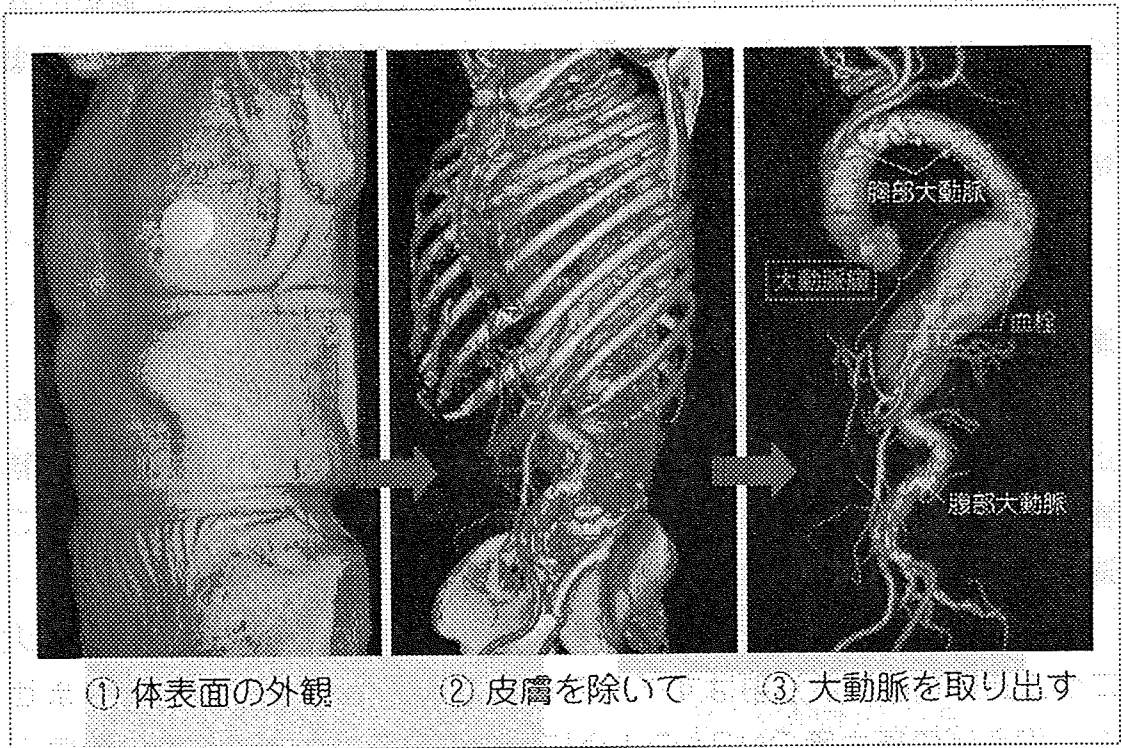 胸部大動脈
大動脈瘤
血栓
腹部大動脈
① 体表面の外観
② 皮膚を除いて
③ 大動脈を取り出す